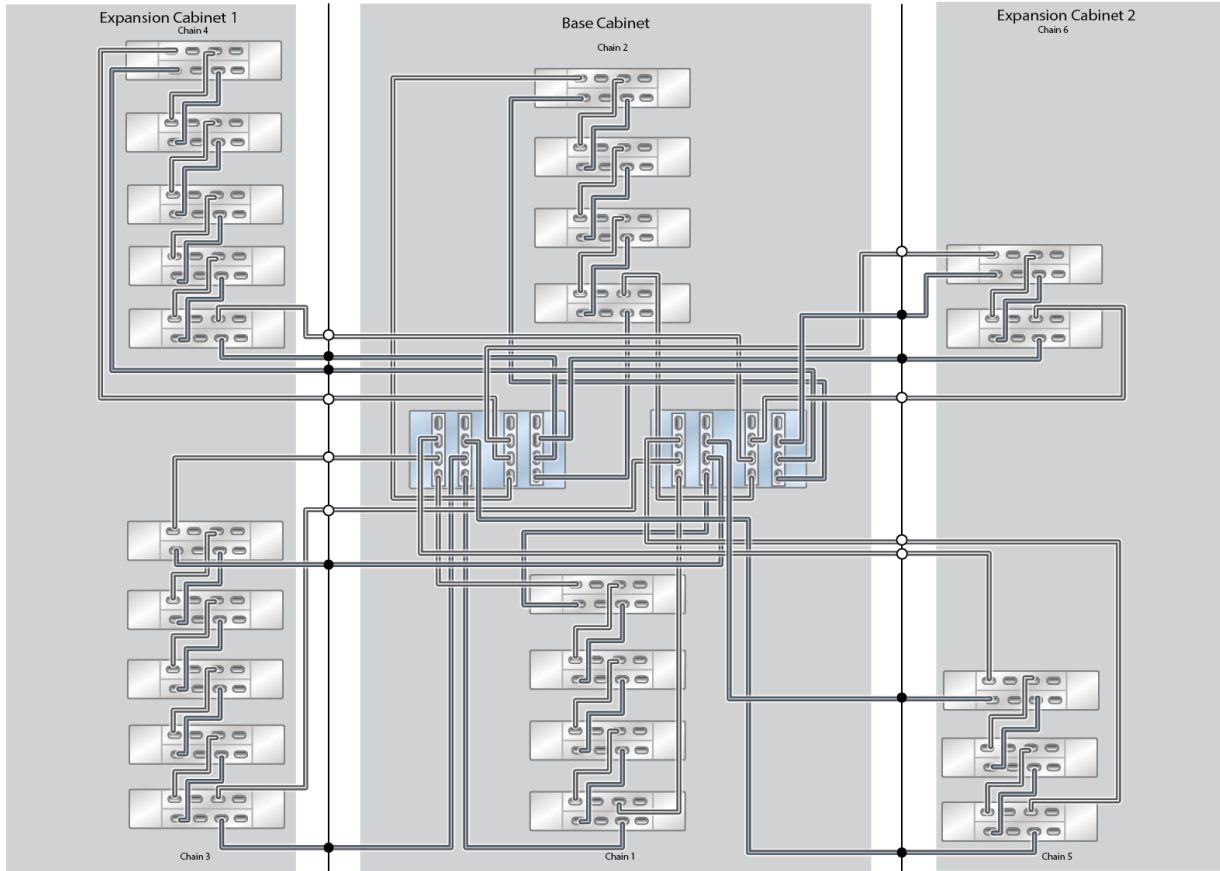 Expansion Cabinet 1
Chain 4
Base Cabinet
Chain 2
Expansion Cabinet 2
Chain 6
Chain 3
Chain 1
Chain 5